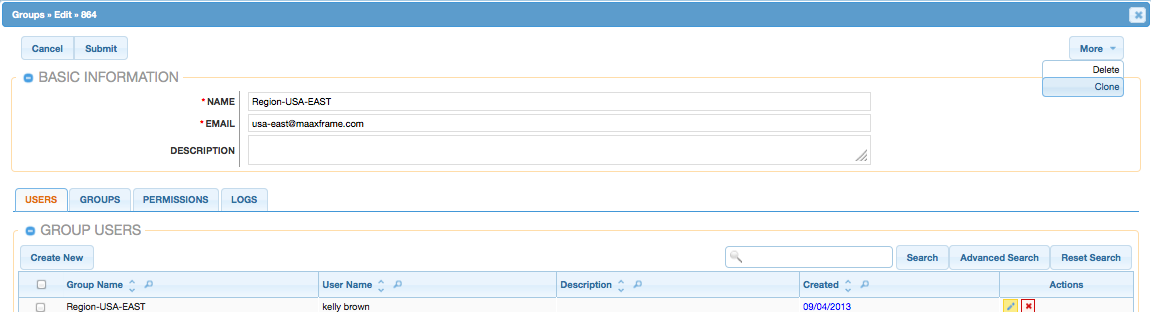 Groups » Edit » 864
Cancel Submit More
Delete
Clone
BASIC INFORMATION
* NAME Region-USA-EAST
* EMAIL usa-east@maaxframe.com
DESCRIPTION
USERS GROUPS PERMISSIONS LOGS
GROUP USERS
Create New Search Advanced Search Reset Search
Group Name User Name Description Created Actions
Region-USA-EAST kelly brown 09/04/2013